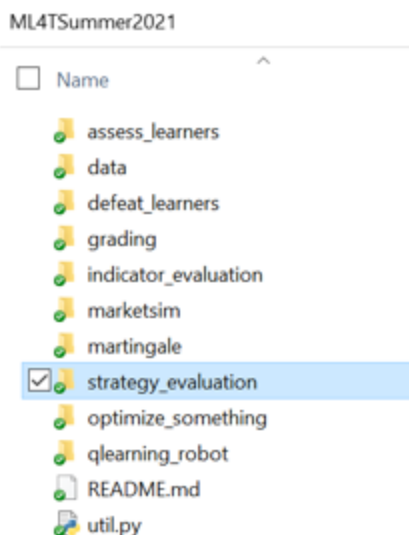 ML4TSummer2021
Name
assess_learners
data
defeat_learners
grading
indicator_evaluation
marketsim
martingale
strategy_evaluation
optimize_something
qlearning_robot
README.md
util.py